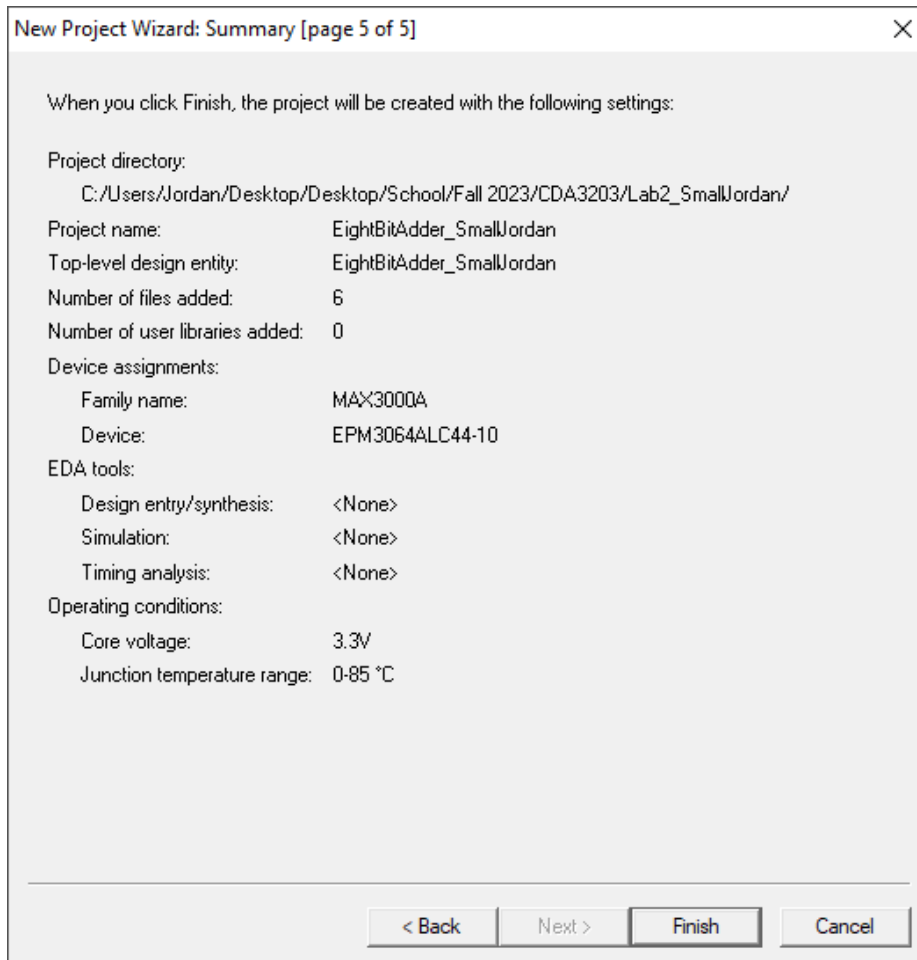 New Project Wizard: Summary [page 5 of 5]
When you click Finish, the project will be created with the following settings:
Project directory:
C:/Users/Jordan/Desktop/Desktop/School/Fall 2023/CDA3203/Lab2_SmallJordan/
Project name: EightBitAdder_SmallJordan
Top-level design entity: EightBitAdder_SmallJordan
Number of files added: 6
Number of user libraries added: 0
Device assignments:
Family name: MAX3000A
Device: EPM3064ALC44-10
EDA tools:
Design entry/synthesis: <None>
Simulation: <None>
Timing analysis: <None>
Operating conditions:
Core voltage: 3.3V
Junction temperature range: 0-85 °C
< Back Next > Finish Cancel